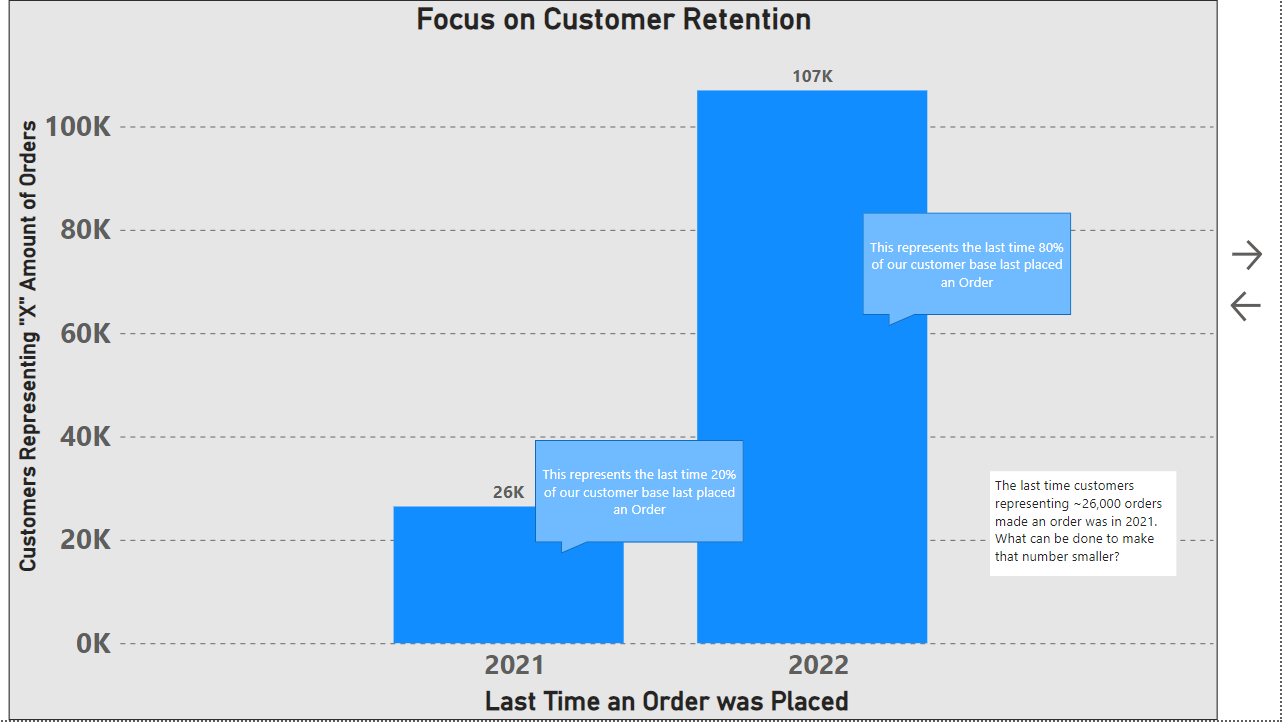 Focus on Customer Retention
Customers Representing "X" Amount of Orders
100K
80K
60K
40K
20K
0K
107K
This represents the last time 80%
of our customer base last placed
an Order
26K
This represents the last time 20%
of our customer base last placed
an Order
The last time customers
representing ~26,000 orders
made an order was in 2021.
What can be done to make
that number smaller?
2021
2022
Last Time an Order was Placed